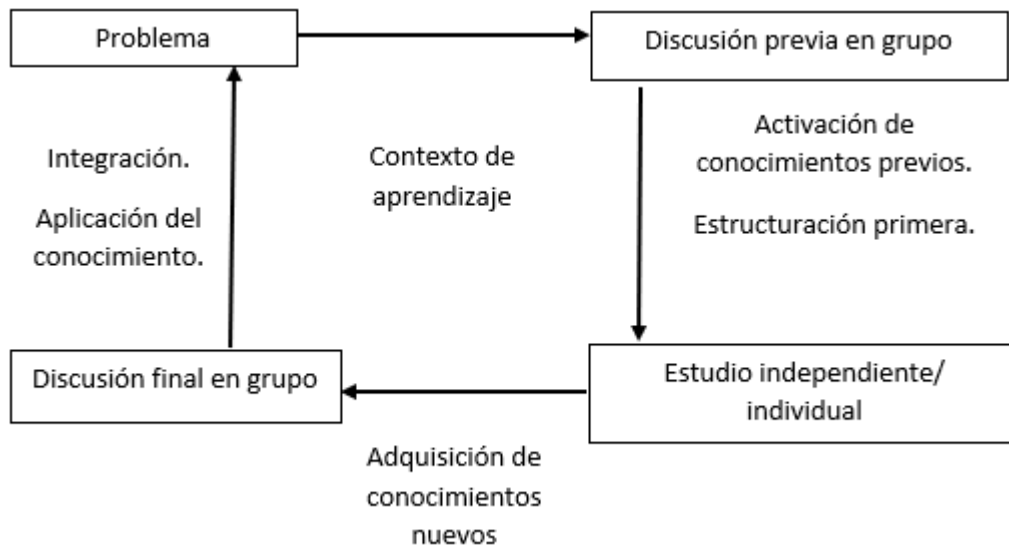 Problema
Discusión previa en grupo
Integración.
Aplicación del
conocimiento.
Contexto de
aprendizaje
Activación de
conocimientos previos.
Estructuración primera.
Discusión final en grupo
Estudio independiente/
individual
Adquisición de
conocimientos
nuevos